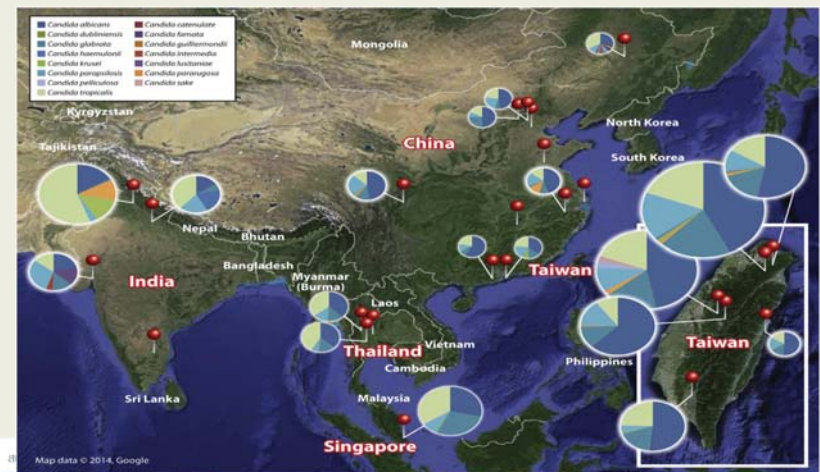 Candida albicans
Candida dubliniensis
Candida glabrata
Candida haemulonii
Candida krusei
Candida parapsilosis
Candida pelliculosa
Candida tropicalis
Candida catenulate
Candida famata
Candida guilliermondii
Candida intermedia
Candida lusitaniae
Candida pararugosa
Candida sake
Mongolia
Kyrgyzstan
Tajikistan
China
North Korea
South Korea
Nepal
Bhutan
Bangladesh
India
Myanmar
(Burma)
Laos
Taiwan
Thailand
Vietnam
Cambodia
Philippines
Taiwan
Sri Lanka
Malaysia
Singapore
Map data © 2014, Google